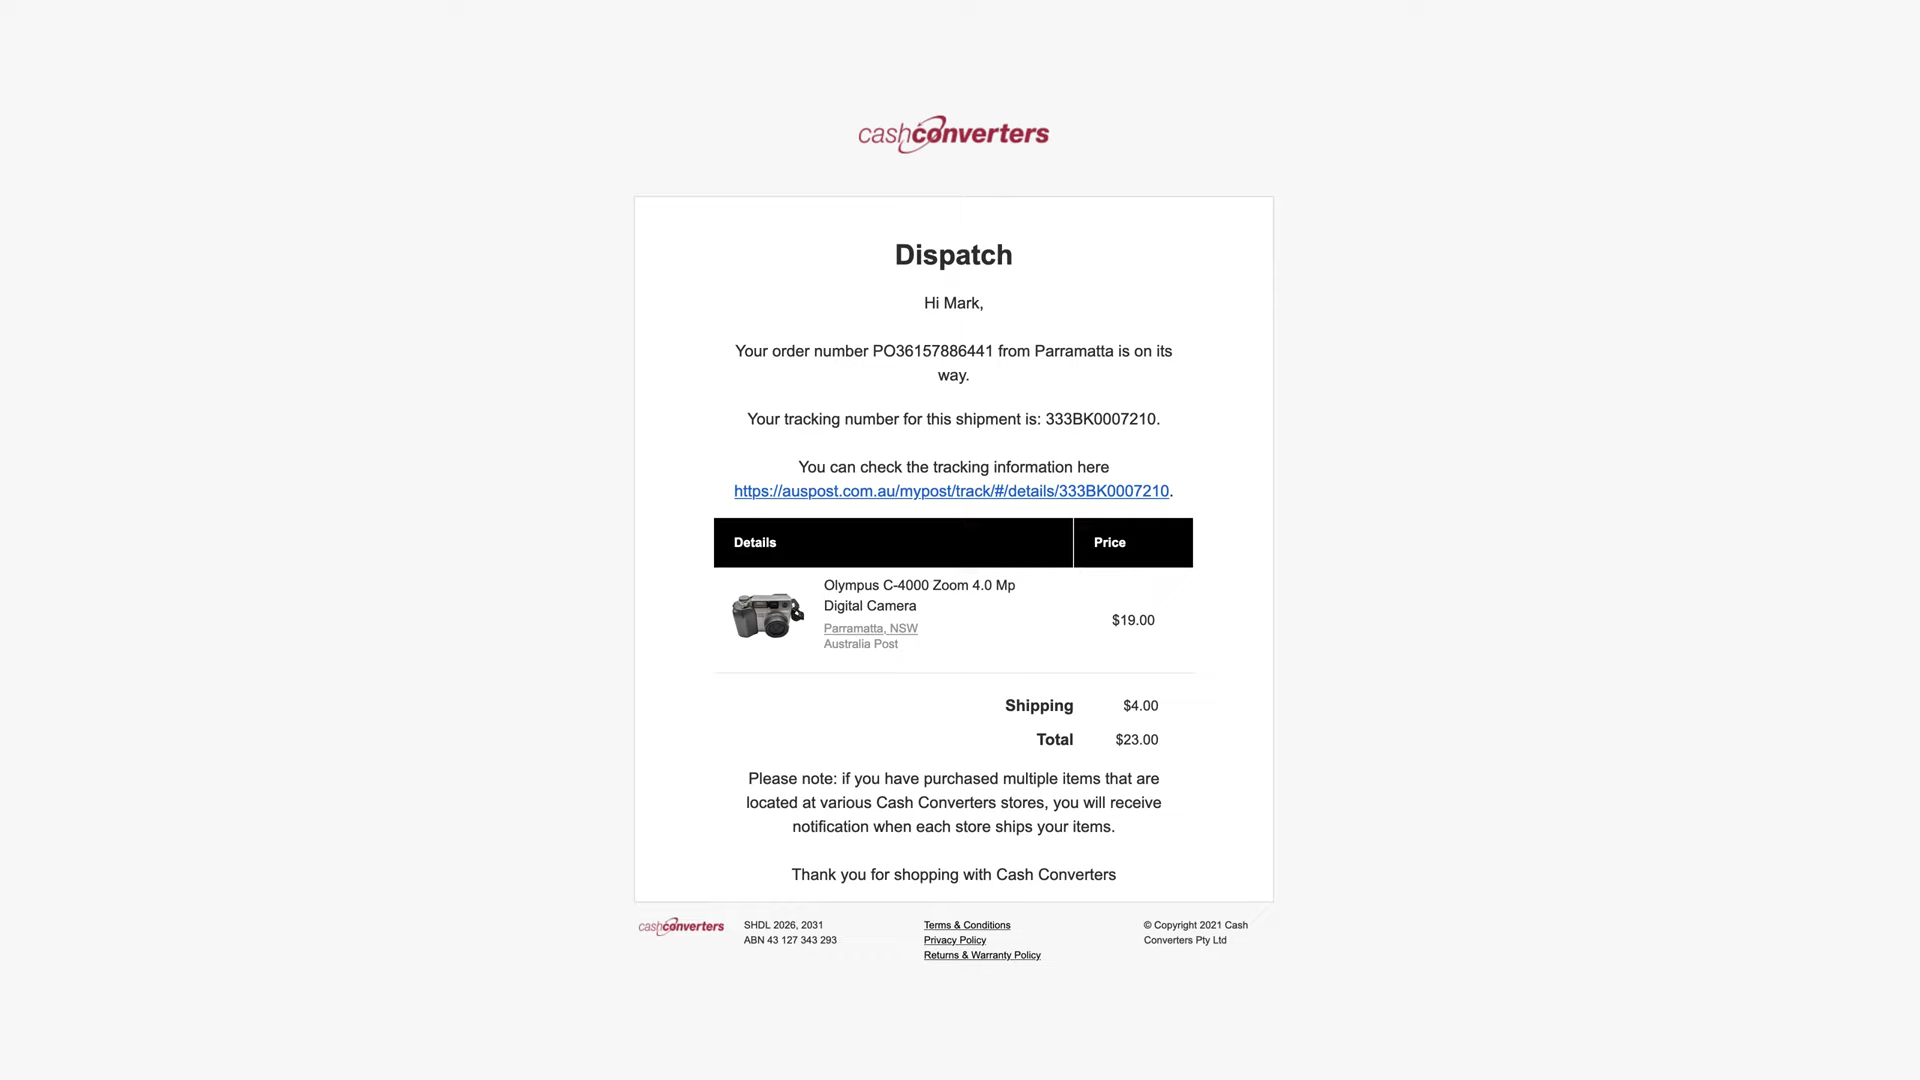 cashconverters
Dispatch
Hi Mark,
Your order number PO36157886441 from Parramatta is on its
way.
Your tracking number for this shipment is: 333BK0007210.
You can check the tracking information here
https://auspost.com.au/mypost/track/#/details/333BK0007210.
Details Price
Olympus C-4000 Zoom 4.0 Mp
Digital Camera
$19.00
Parramatta, NSW
Australia Post
Shipping $4.00
Total $23.00
Please note: if you have purchased multiple items that are
located at various Cash Converters stores, you will receive
notification when each store ships your items.
Thank you for shopping with Cash Converters
cashconverters
SHDL 2026, 2031
ABN 43 127 343 293
Terms & Conditions
Privacy Policy
Returns & Warranty Policy
© Copyright 2021 Cash
Converters Pty Ltd